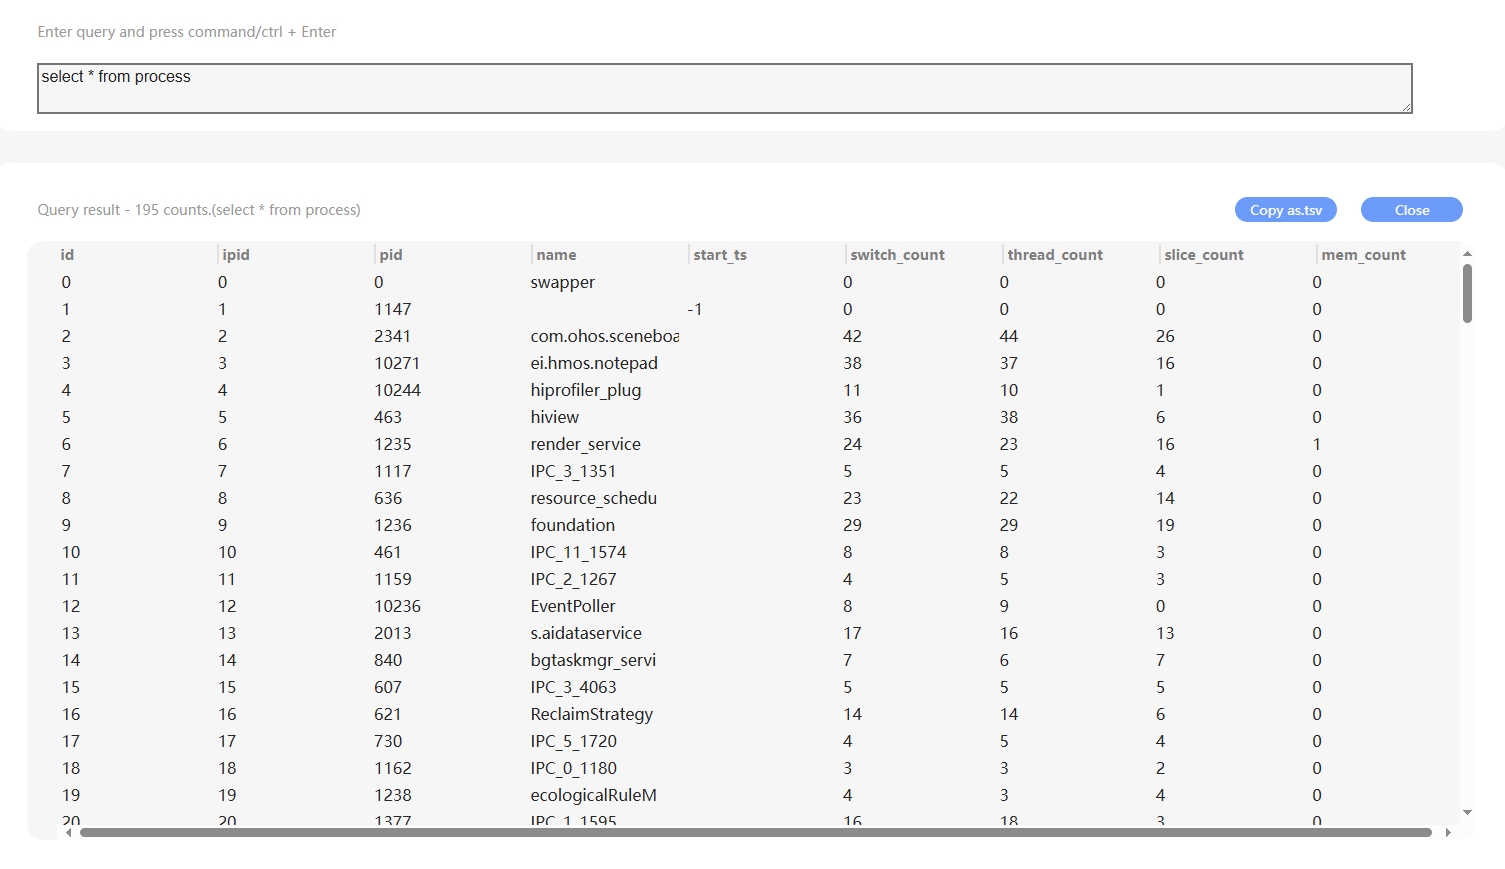 Enter query and press command/ctrl + Enter
select * from process
Query result - 195 counts.(select * from process)
Copy as.tsv
Close
id ipid pid name start_ts switch_count thread_count slice_count mem_count
0 0 0 swapper 0 0 0 0
1 1 1147 -1 0 0 0 0
2 2 2341 com.ohos.sceneboa 42 44 26 0
3 3 10271 ei.hmos.notepad 38 37 16 0
4 4 10244 hiprofiler_plug 11 10 1 0
5 5 463 hiview 36 38 6 0
6 6 1235 render_service 24 23 16 1
7 7 1117 IPC_3_1351 5 5 4 0
8 8 636 resource_schedu 23 22 14 0
9 9 1236 foundation 29 29 19 0
10 10 461 IPC_11_1574 8 8 3 0
11 11 1159 IPC_2_1267 4 5 3 0
12 12 10236 EventPoller 8 9 0 0
13 13 2013 s.aidataservice 17 16 13 0
14 14 840 bgtaskmgr_servi 7 6 7 0
15 15 607 IPC_3_4063 5 5 5 0
16 16 621 ReclaimStrategy 14 14 6 0
17 17 730 IPC_5_1720 4 5 4 0
18 18 1162 IPC_0_1180 3 3 2 0
19 19 1238 ecologicalRuleM 4 3 4 0
20 20 1377 IPC_1_1595 16 18 3 0